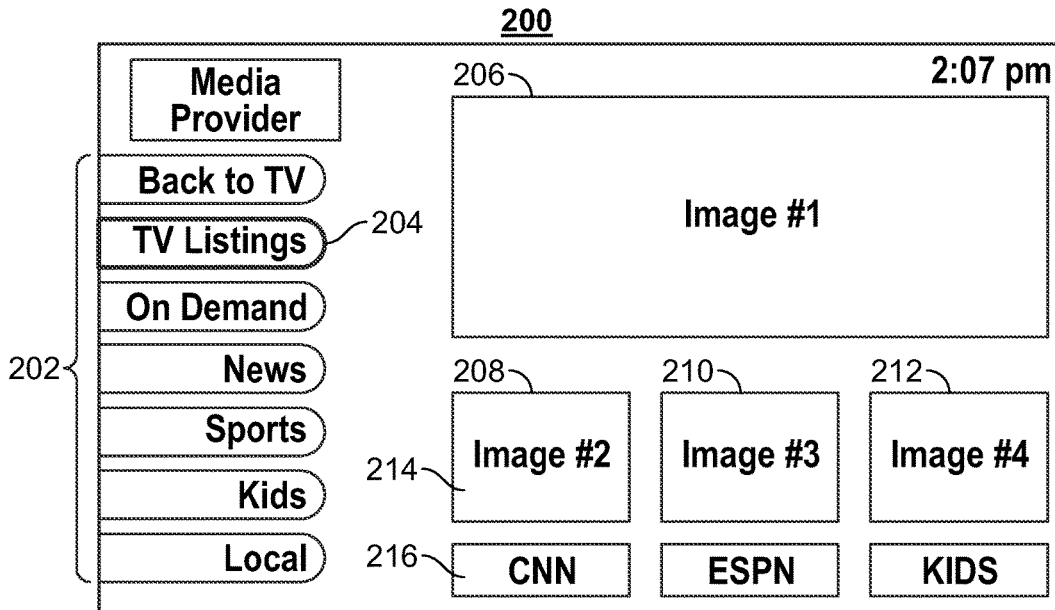 200
2:07 pm
Media
Provider
206
Image #1
Back to TV
TV Listings
204
On Demand
202
News
Sports
Kids
Local
208
210
212
Image #2
Image #3
Image #4
214
216
CNN
ESPN
KIDS